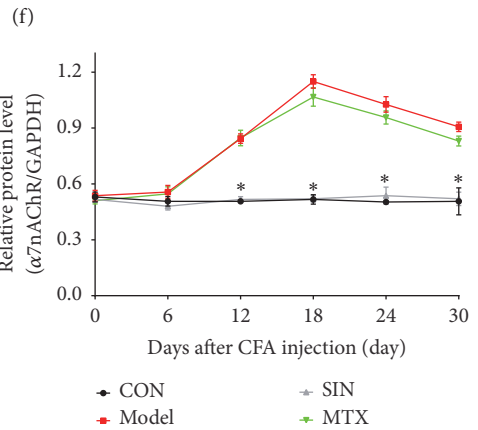 (f)
Relative protein level
(α7nAChR/GAPDH)
1.2
0.9
0.6
0.3
0.0
* * * *
0 6 12 18 24 30
Days after CFA injection (day)
CON SIN
Model MTX